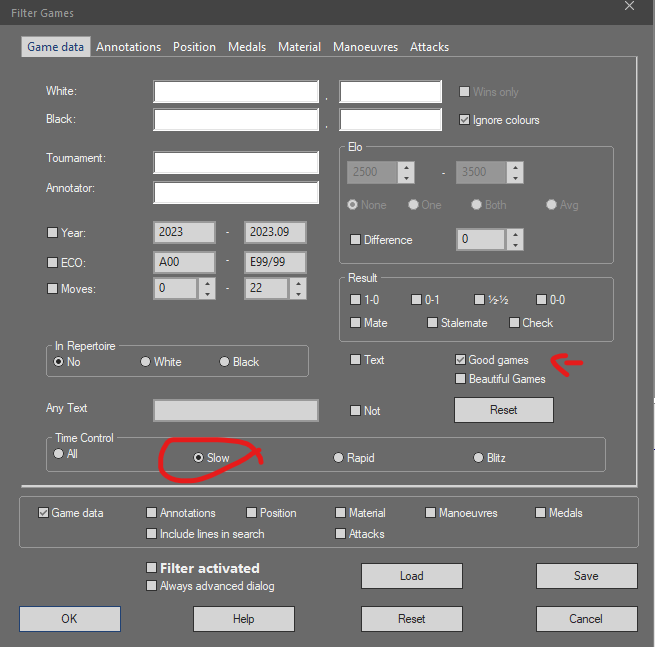 Filter Games
Game data Annotations Position Medals Material Manoeuvres Attacks
White: , Wins only
Black: , Ignore colours
Tournament:
Annotator:
Elo
2500 - 3500
None One Both Avg
Difference 0
Year: 2023 - 2023.09
ECO: A00 - E99/99
Moves: 0 - 22
Result
1-0 0-1 ½-½ 0-0
Mate Stalemate Check
In Repertoire
No White Black
Text Good games
Beautiful Games
Any Text Not Reset
Time Control
All Slow Rapid Blitz
Game data Annotations Position Material Manoeuvres Medals
Include lines in search Attacks
Filter activated
Always advanced dialog
Load Save
OK Help Reset Cancel